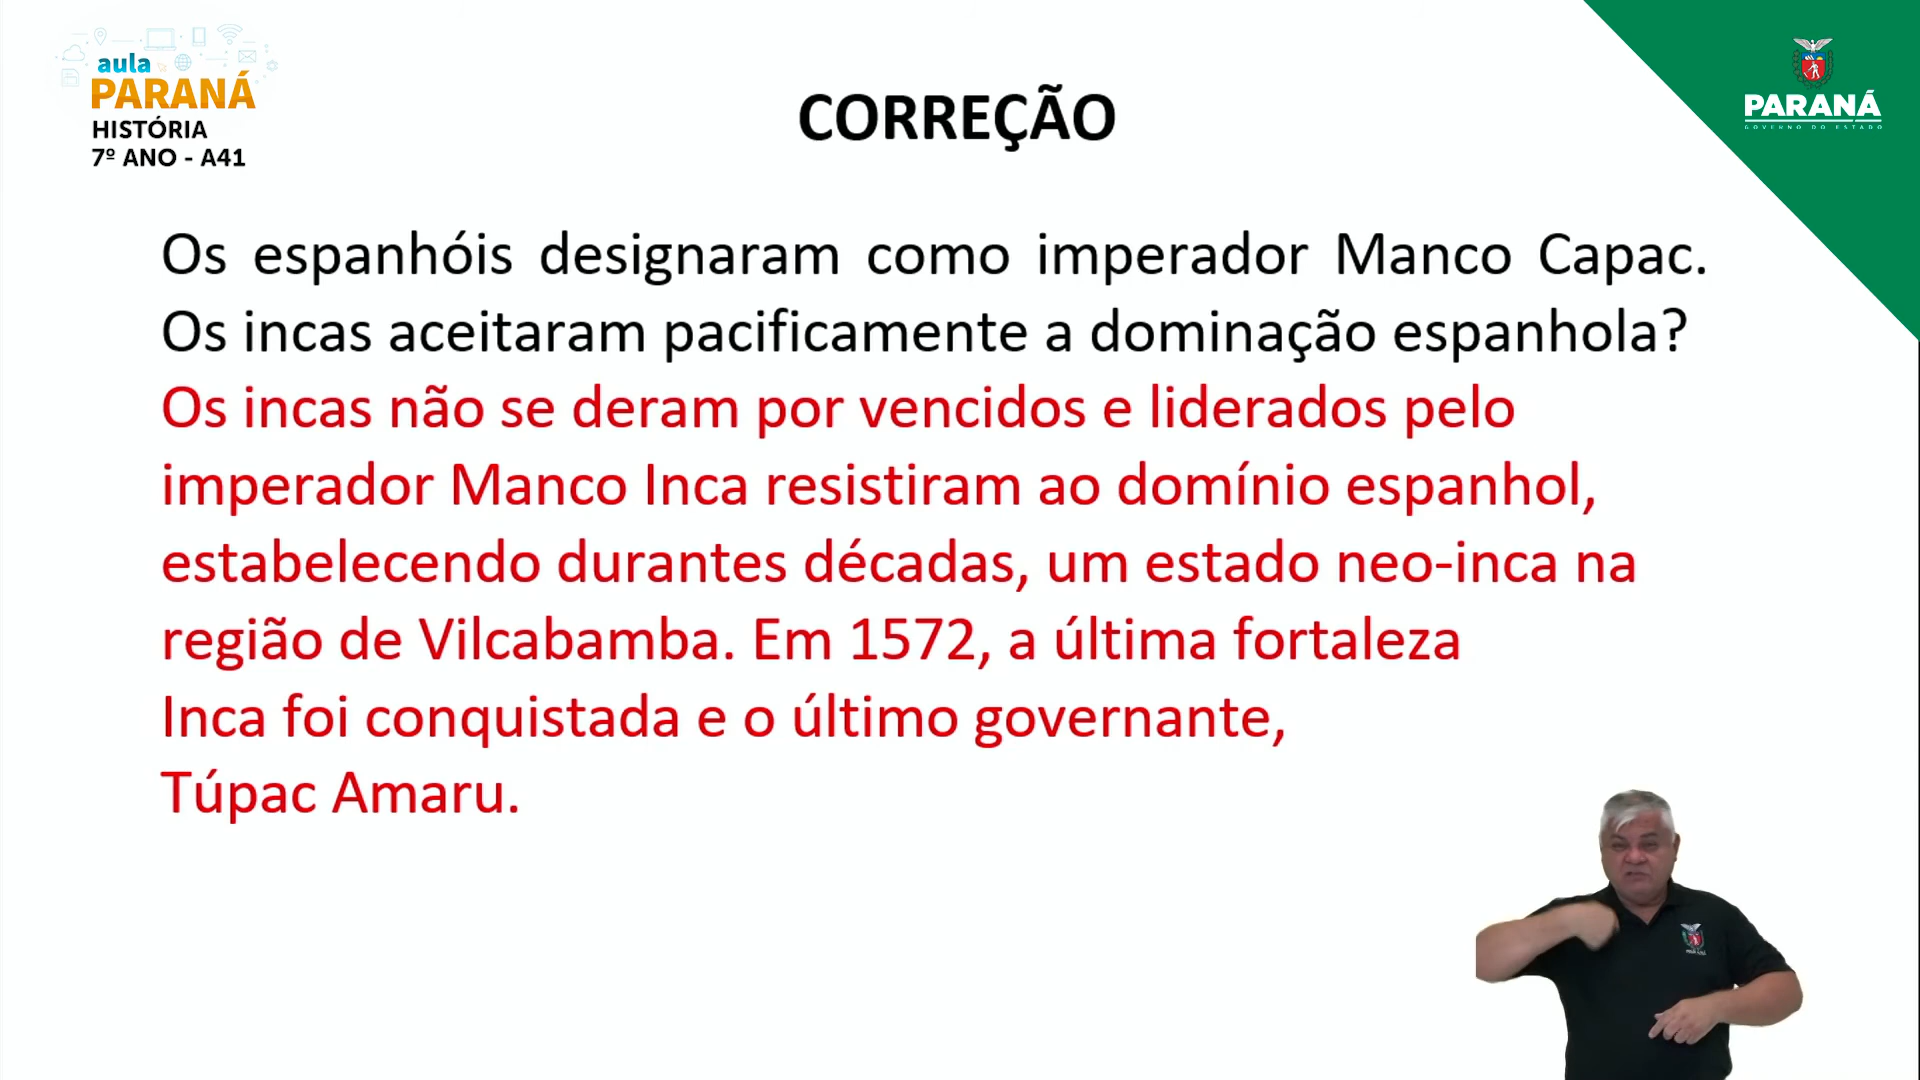 aula
PARANÁ
HISTÓRIA
7º ANO - A41
CORREÇÃO
PARANÁ
GOVERNO DO ESTADO
Os espanhóis designaram como imperador Manco Capac.
Os incas aceitaram pacificamente a dominação espanhola?
Os incas não se deram por vencidos e liderados pelo
imperador Manco Inca resistiram ao domínio espanhol,
estabelecendo durantes décadas, um estado neo-inca na
região de Vilcabamba. Em 1572, a última fortaleza
Inca foi conquistada e o último governante,
Túpac Amaru.